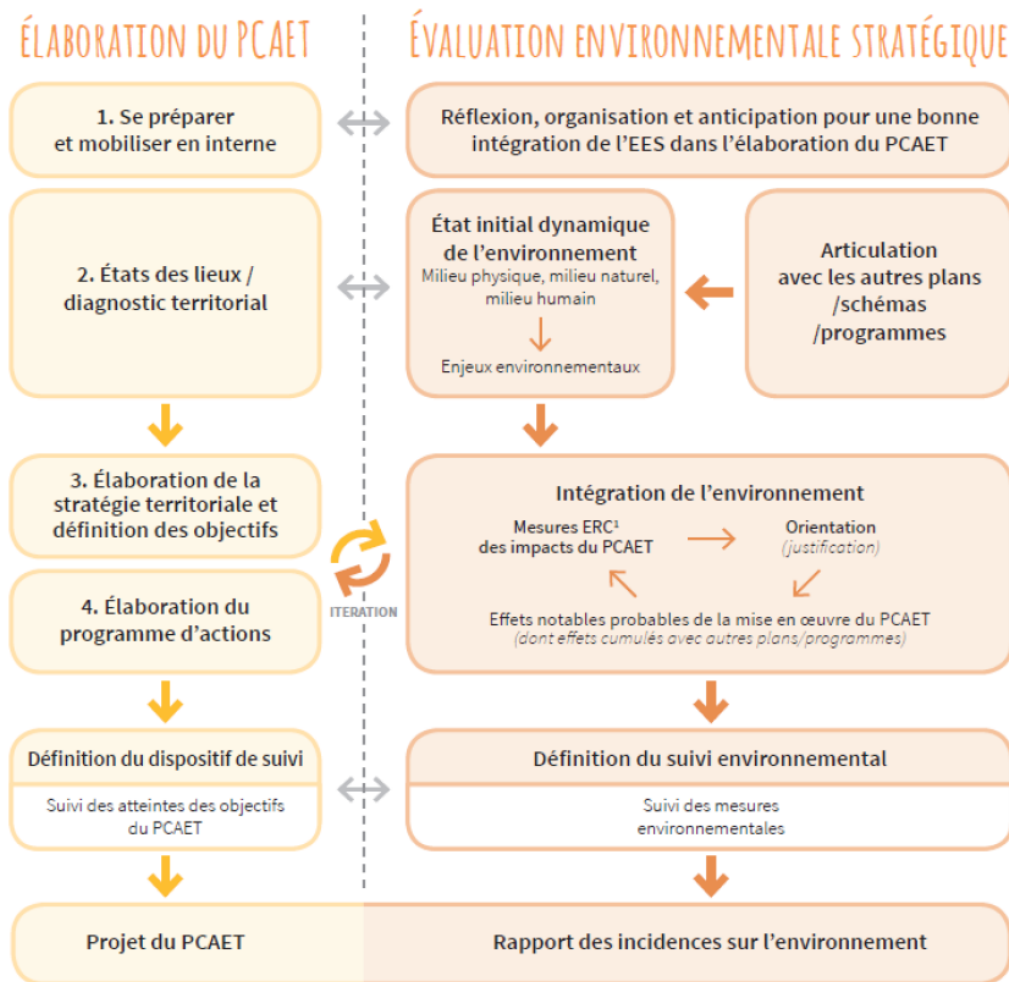 ÉLABORATION DU PCAET
ÉVALUATION ENVIRONNEMENTALE STRATÉGIQUE
1. Se préparer
et mobiliser en interne
Réflexion, organisation et anticipation pour une bonne
intégration de l'EES dans l'élaboration du PCAET
2. États des lieux /
diagnostic territorial
État initial dynamique
de l'environnement
Milieu physique, milieu naturel,
milieu humain
Enjeux environnementaux
Articulation
avec les autres plans
/schémas
/programmes
3. Élaboration de la
stratégie territoriale et
définition des objectifs
4. Élaboration du
programme d'actions
ITERATION
Intégration de l'environnement
Mesures ERC¹
des impacts du PCAET
Orientation
(justification)
Effets notables probables de la mise en œuvre du PCAET
(dont effets cumulés avec autres plans/programmes)
Définition du dispositif de suivi
Suivi des atteintes des objectifs
du PCAET
Définition du suivi environnemental
Suivi des mesures
environnementales
Projet du PCAET
Rapport des incidences sur l'environnement